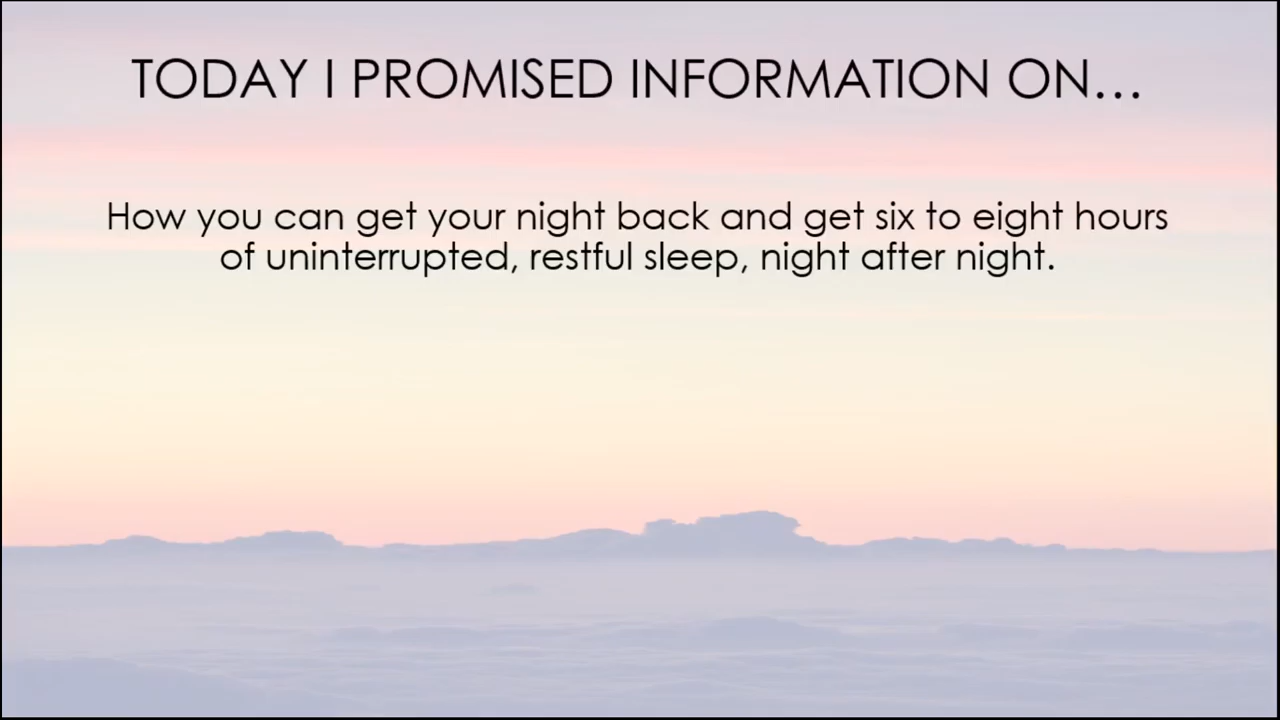 TODAY I PROMISED INFORMATION ON…
How you can get your night back and get six to eight hours
of uninterrupted, restful sleep, night after night.